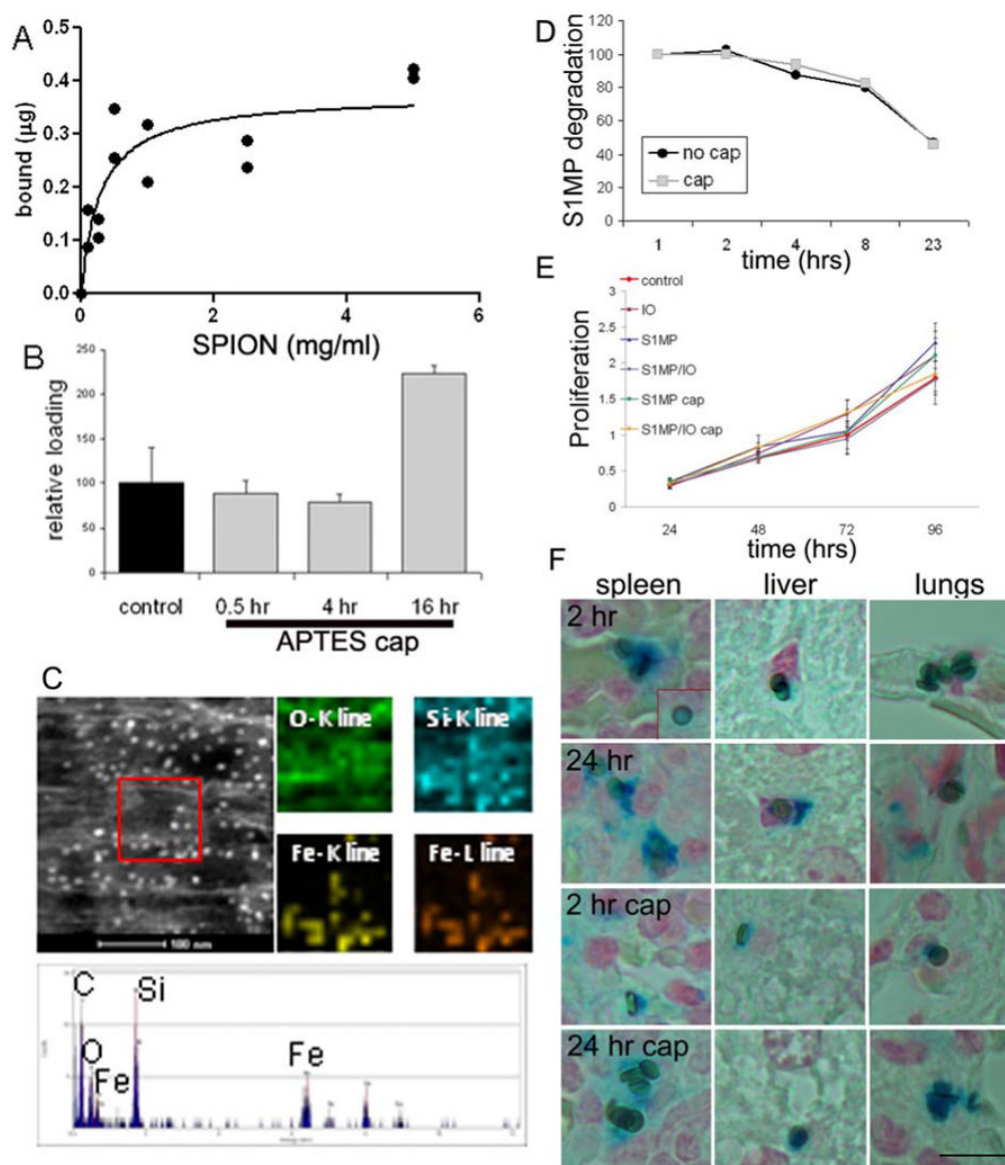 A
0.5
0.4
0.3
0.2
0.1
0.0
bound (µg)
0 2 4 6
SPION (mg/ml)
B
250
200
150
100
50
0
relative loading
control 0.5 hr 4 hr 16 hr
APTES cap
C
100 nm
O-K line
Si-K line
Fe-K line
Fe-L line
C
O
Fe
Si
Fe
D
120
100
80
60
40
20
0
S1MP degradation
no cap
cap
1 2 4 8 23
time (hrs)
E
3
2.5
2
1.5
1
0.5
0
Proliferation
control
IO
S1MP
S1MP/IO
S1MP cap
S1MP/IO cap
24 48 72 96
time (hrs)
F
spleen liver lungs
2 hr
24 hr
2 hr cap
24 hr cap